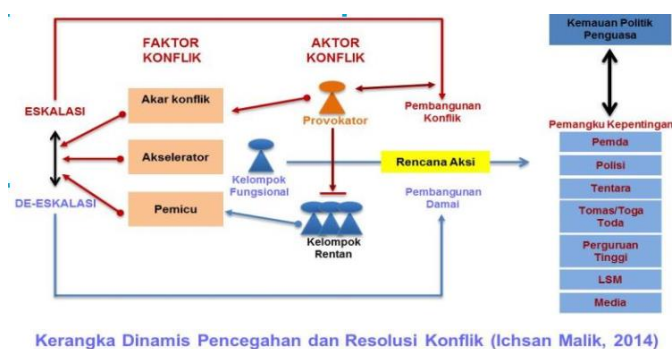 FAKTOR
KONFLIK
AKTOR
KONFLIK
Kemauan Politik
Penguasa
ESKALASI
Akar konflik
Provokator
Pembangunan
Konflik
Pemangku Kepentingan
Akselerator
Kelompok
Fungsional
Rencana Aksi
DE-ESKALASI
Pemicu
Kelompok
Rentan
Pembangunan
Damai
Pemda
Polisi
Tentara
Tomas/Toga
Toda
Perguruan
Tinggi
LSM
Media
Kerangka Dinamis Pencegahan dan Resolusi Konflik (Ichsan Malik, 2014)